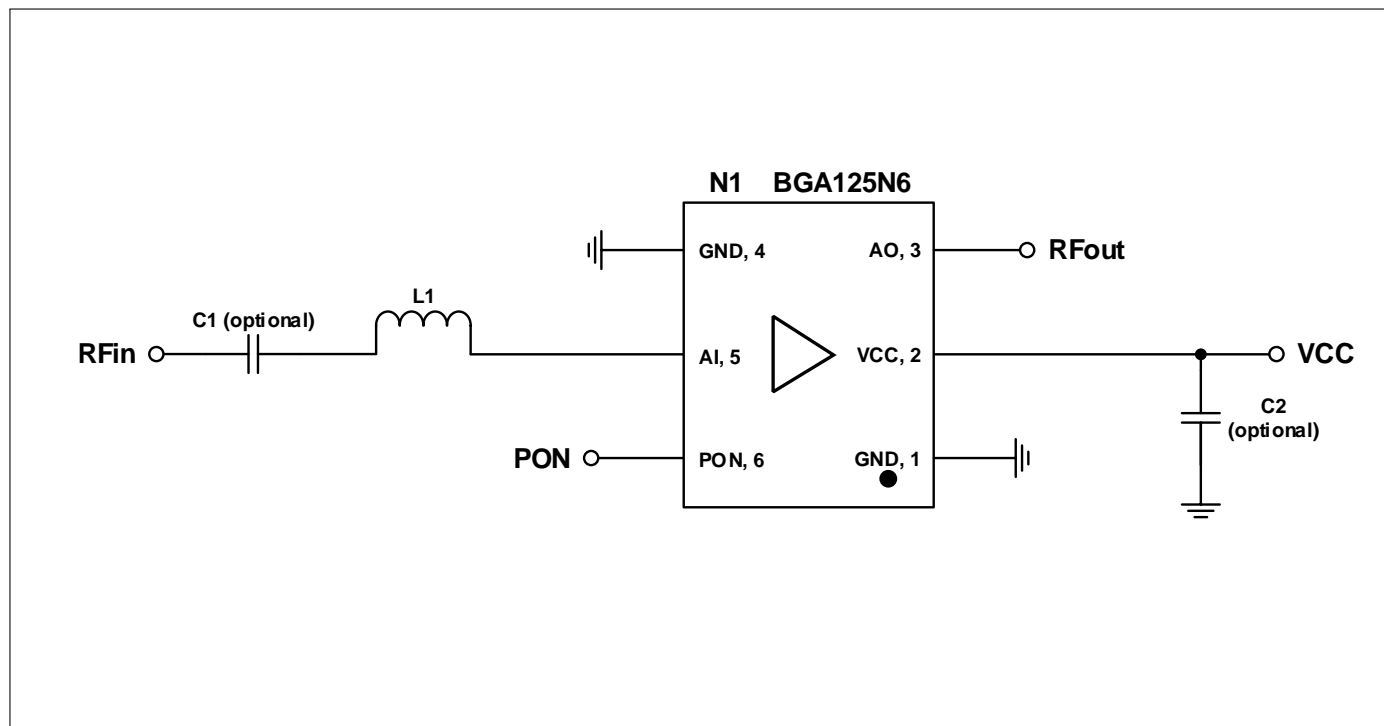 N1 BGA125N6
GND, 4
AO, 3
RFout
L1
C1 (optional)
RFin
AI, 5
VCC, 2
VCC
C2
(optional)
PON
PON, 6
GND, 1